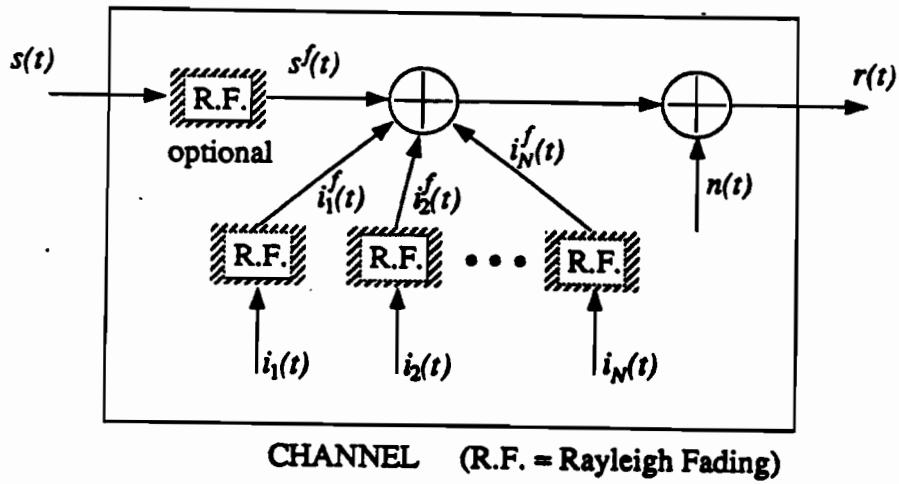 s(t)
R.F.
optional
s^f(t)
r(t)
i_1^f(t)
i_2^f(t)
i_N^f(t)
n(t)
R.F.
R.F.
• • •
R.F.
i_1(t)
i_2(t)
i_N(t)
CHANNEL (R.F. = Rayleigh Fading)